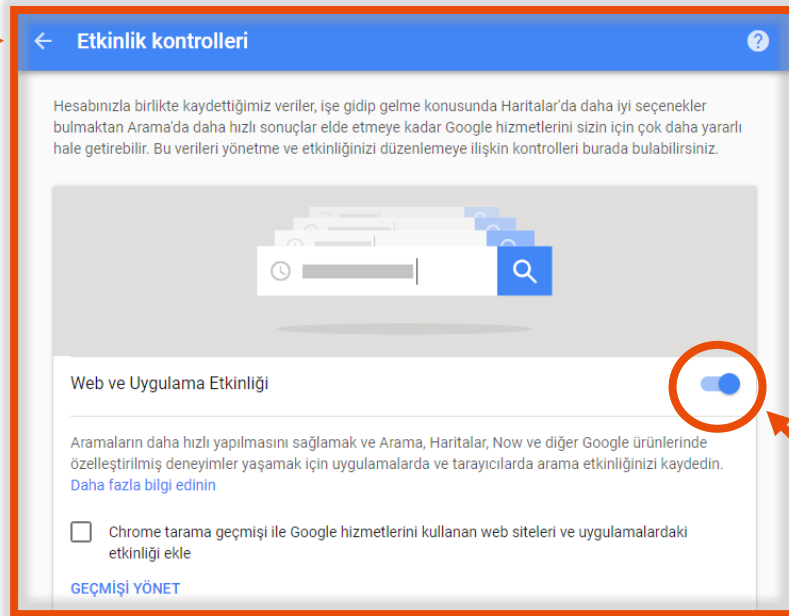 Etkinlik kontrolleri
?
Hesabınızla birlikte kaydettiğimiz veriler, işe gidip gelme konusunda Haritalar'da daha iyi seçenekler
bulmaktan Arama'da daha hızlı sonuçlar elde etmeye kadar Google hizmetlerini sizin için çok daha yararlı
hale getirebilir. Bu verileri yönetme ve etkinliğinizi düzenlemeye ilişkin kontrolleri burada bulabilirsiniz.
Web ve Uygulama Etkinliği
Aramaların daha hızlı yapılmasını sağlamak ve Arama, Haritalar, Now ve diğer Google ürünlerinde
özelleştirilmiş deneyimler yaşamak için uygulamalarda ve tarayıcılarda arama etkinliğinizi kaydedin.
Daha fazla bilgi edinin
Chrome tarama geçmişi ile Google hizmetlerini kullanan web siteleri ve uygulamalardaki
etkinliği ekle
GEÇMİŞİ YÖNET